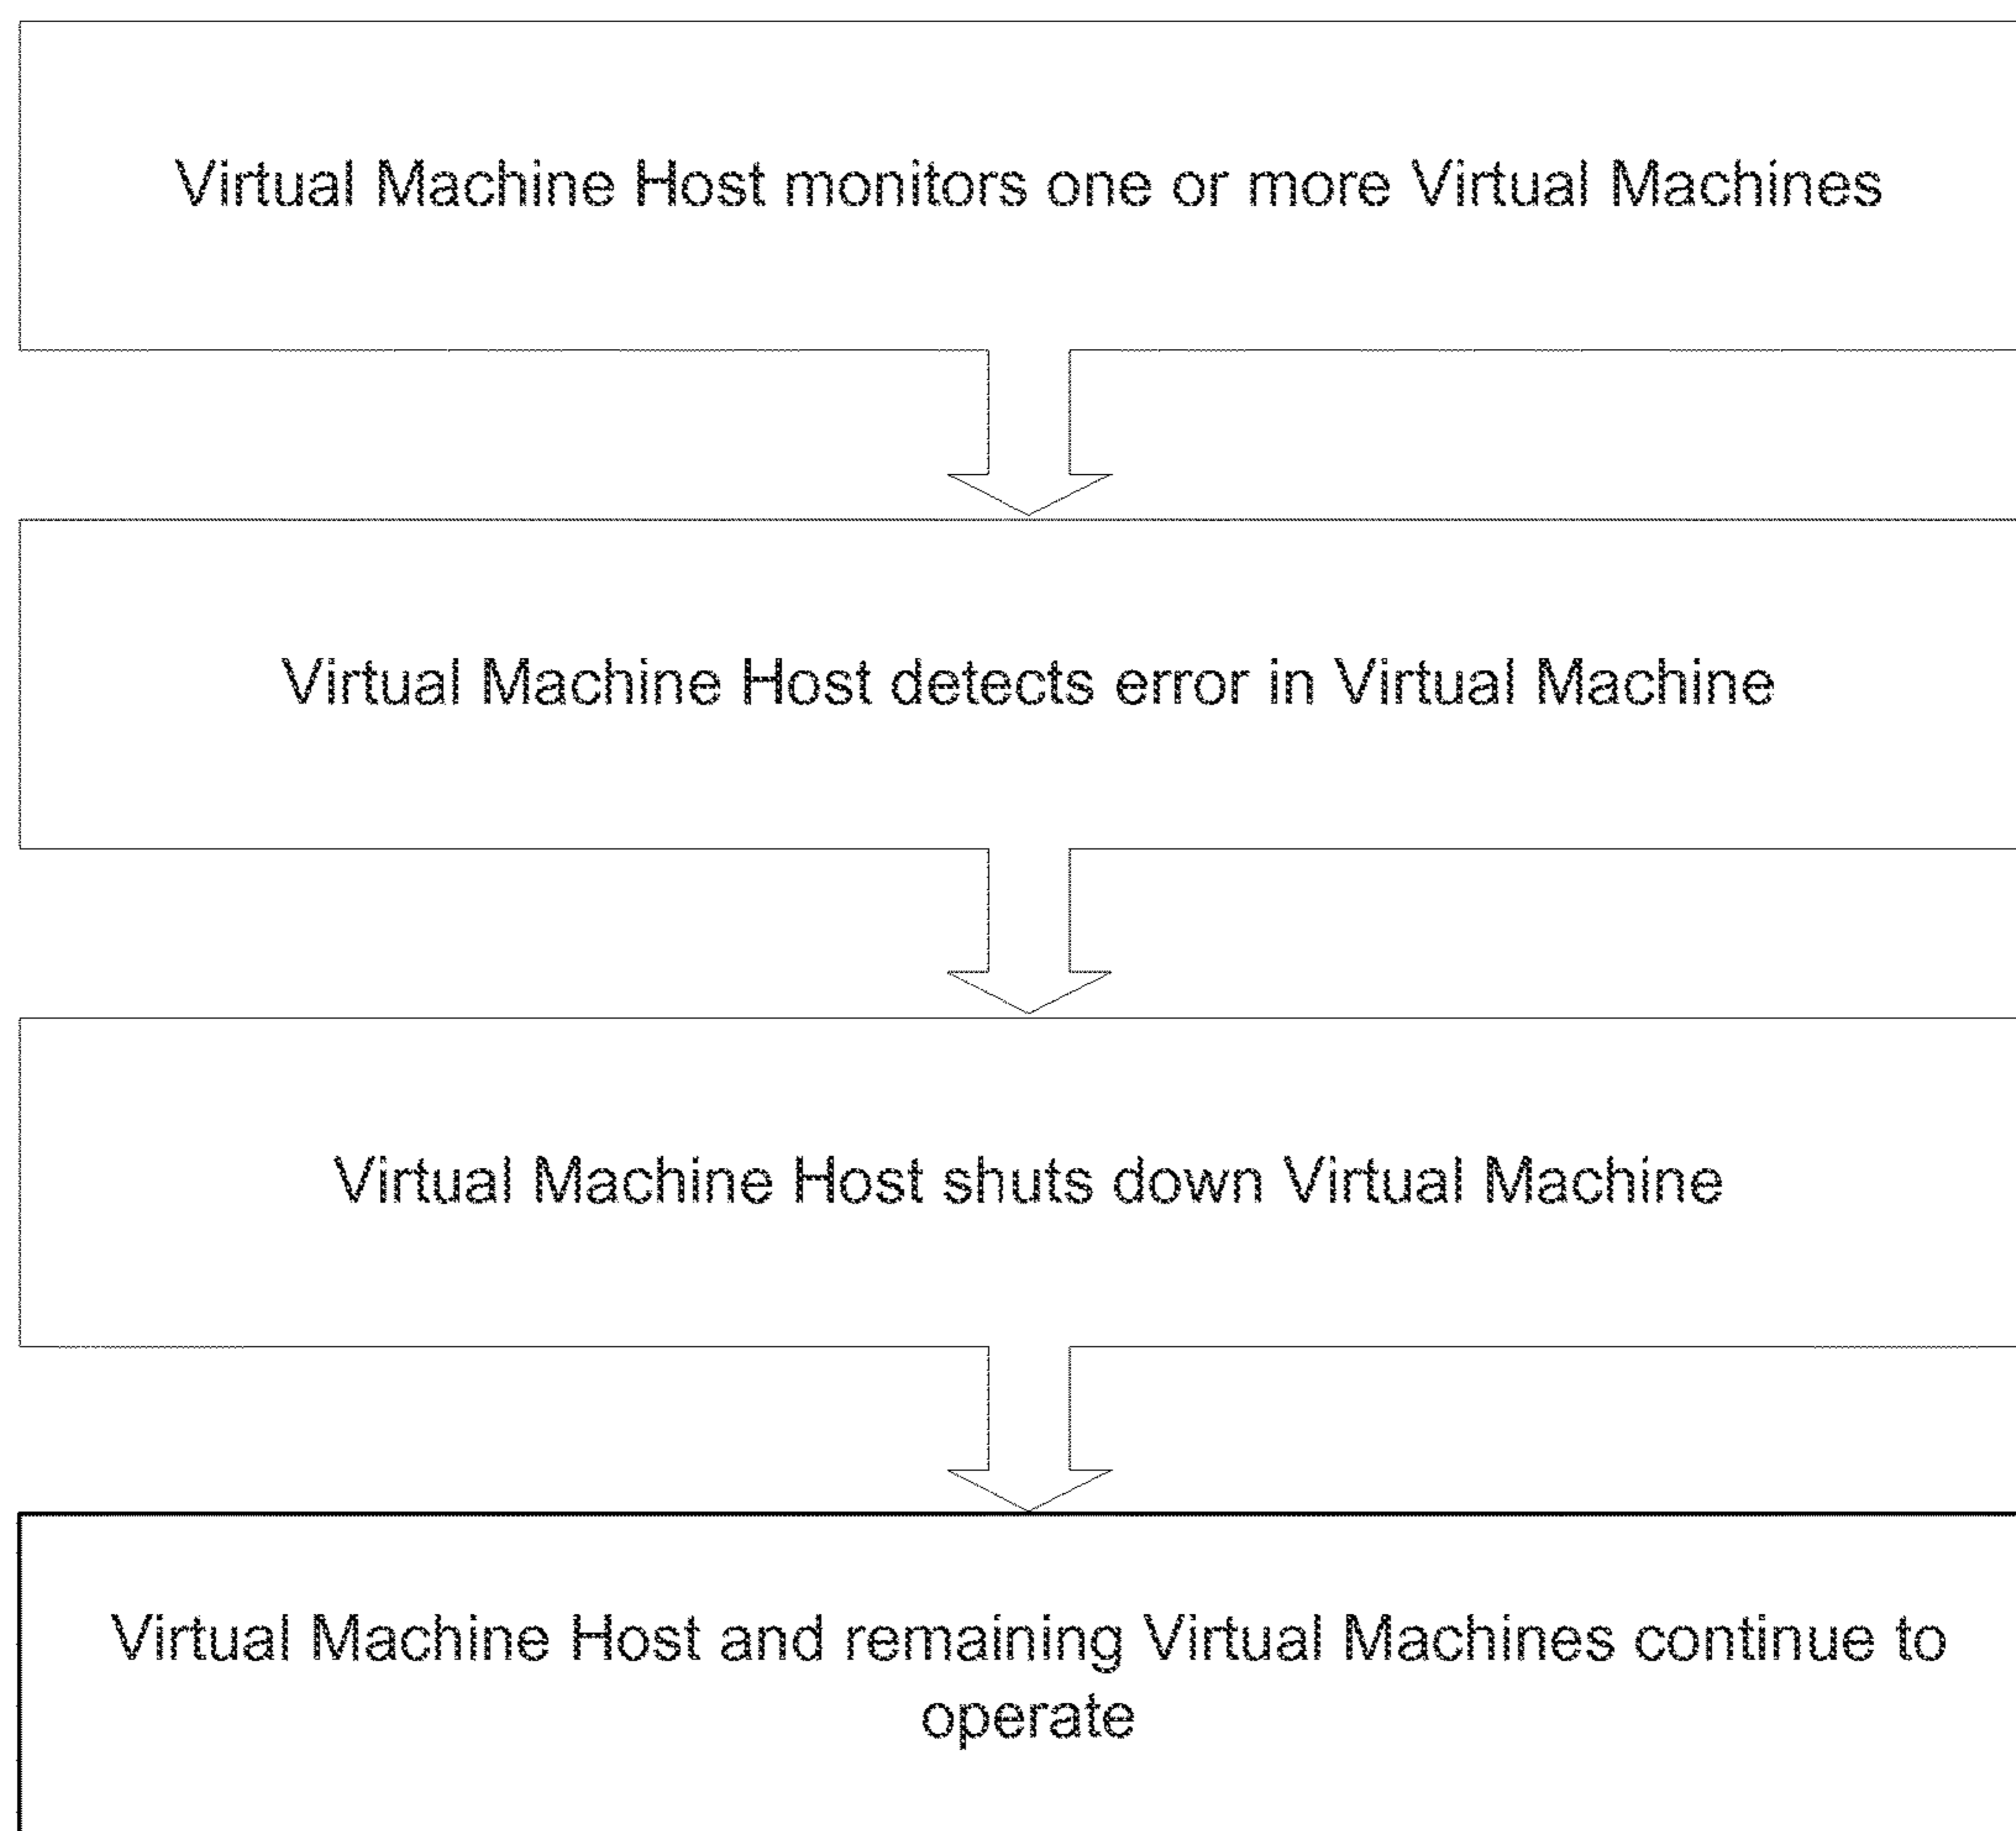 Virtual Machine Host monitors one or more Virtual Machines
Virtual Machine Host detects error in Virtual Machine
Virtual Machine Host shuts down Virtual Machine
Virtual Machine Host and remaining Virtual Machines continue to
operate